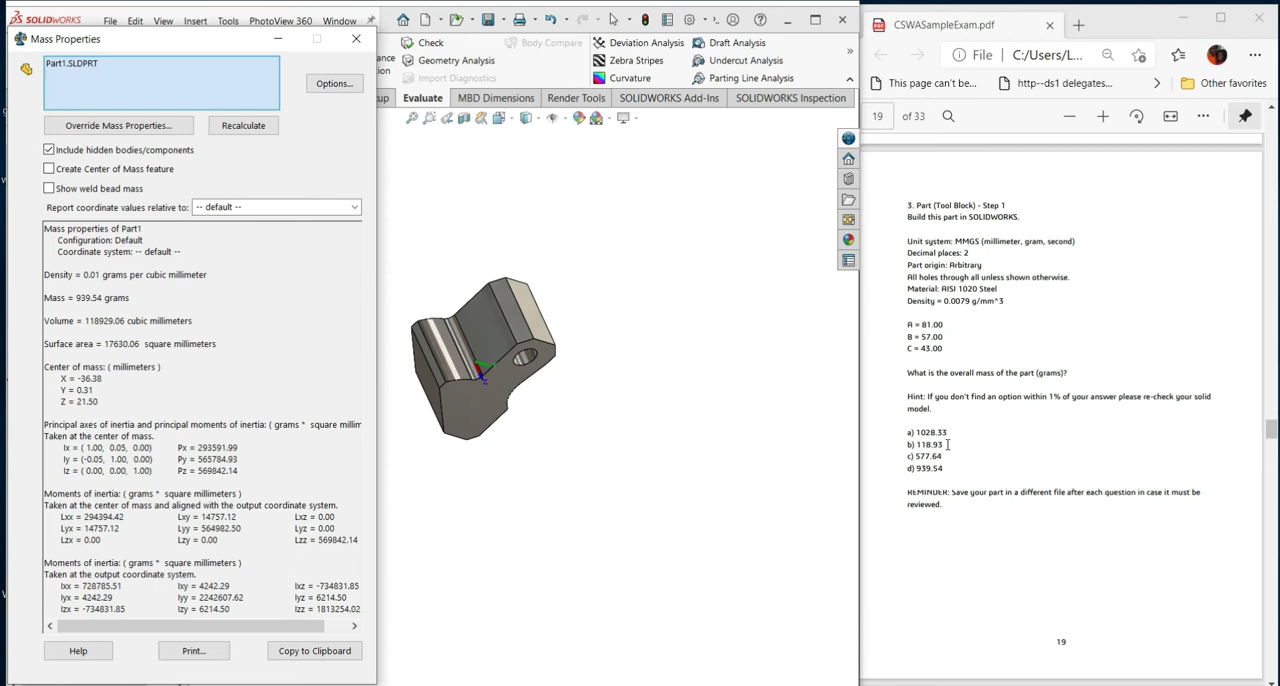 SOLIDWORKS
File Edit View Insert Tools PhotoView 360 Window
Mass Properties
Part1.SLDPRT
Options...
Override Mass Properties...
Recalculate
Include hidden bodies/components
Create Center of Mass feature
Show weld bead mass
Report coordinate values relative to: -- default --
Mass properties of Part1
Configuration: Default
Coordinate system: -- default --
Density = 0.01 grams per cubic millimeter
Mass = 939.54 grams
Volume = 118929.06 cubic millimeters
Surface area = 17630.06 square millimeters
Center of mass: ( millimeters )
X = -36.38
Y = 0.31
Z = 21.50
Principal axes of inertia and principal moments of inertia: ( grams * square millim
Taken at the center of mass.
Ix = ( 1.00, 0.05, 0.00) Px = 293591.99
Iy = (-0.05, 1.00, 0.00) Py = 565784.93
Iz = ( 0.00, 0.00, 1.00) Pz = 569842.14
Moments of inertia: ( grams * square millimeters )
Taken at the center of mass and aligned with the output coordinate system.
Lxx = 294394.42 Lxy = 14757.12 Lxz = 0.00
Lyx = 14757.12 Lyy = 564982.50 Lyz = 0.00
Lzx = 0.00 Lzy = 0.00 Lzz = 569842.14
Moments of inertia: ( grams * square millimeters )
Taken at the output coordinate system.
Ixx = 728785.51 Ixy = 4242.29 Ixz = -734831.85
Iyx = 4242.29 Iyy = 2242607.62 Iyz = 6214.50
Izx = -734831.85 Izy = 6214.50 Izz = 1813254.02
Help
Print...
Copy to Clipboard
Check
Body Compare
Deviation Analysis
Draft Analysis
Geometry Analysis
Zebra Stripes
Undercut Analysis
Import Diagnostics
Curvature
Parting Line Analysis
Evaluate
MBD Dimensions
Render Tools
SOLIDWORKS Add-Ins
SOLIDWORKS Inspection
CSWASampleExam.pdf
File
C:/Users/L...
This page can't be...
http--ds1 delegates...
Other favorites
19 of 33
3. Part (Tool Block) - Step 1
Build this part in SOLIDWORKS.
Unit system: MMGS (millimeter, gram, second)
Decimal places: 2
Part origin: Arbitrary
All holes through all unless shown otherwise.
Material: AISI 1020 Steel
Density = 0.0079 g/mm^3
A = 81.00
B = 57.00
C = 43.00
What is the overall mass of the part (grams)?
Hint: If you don't find an option within 1% of your answer please re-check your solid
model.
a) 1028.33
b) 118.93
c) 577.64
d) 939.54
REMINDER: Save your part in a different file after each question in case it must be
reviewed.
19